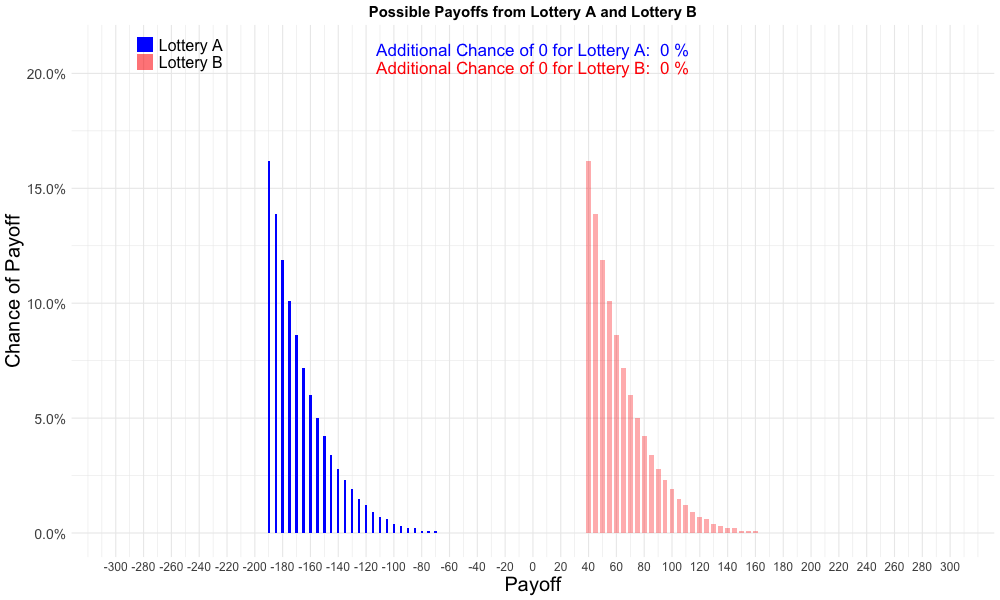 Possible Payoffs from Lottery A and Lottery B
Lottery A
Lottery B
Additional Chance of 0 for Lottery A:  0 %
Additional Chance of 0 for Lottery B:  0 %
Chance of Payoff
20.0%
15.0%
10.0%
5.0%
0.0%
-300 -280 -260 -240 -220 -200 -180 -160 -140 -120 -100 -80 -60 -40 -20 0 20 40 60 80 100 120 140 160 180 200 220 240 260 280 300
Payoff